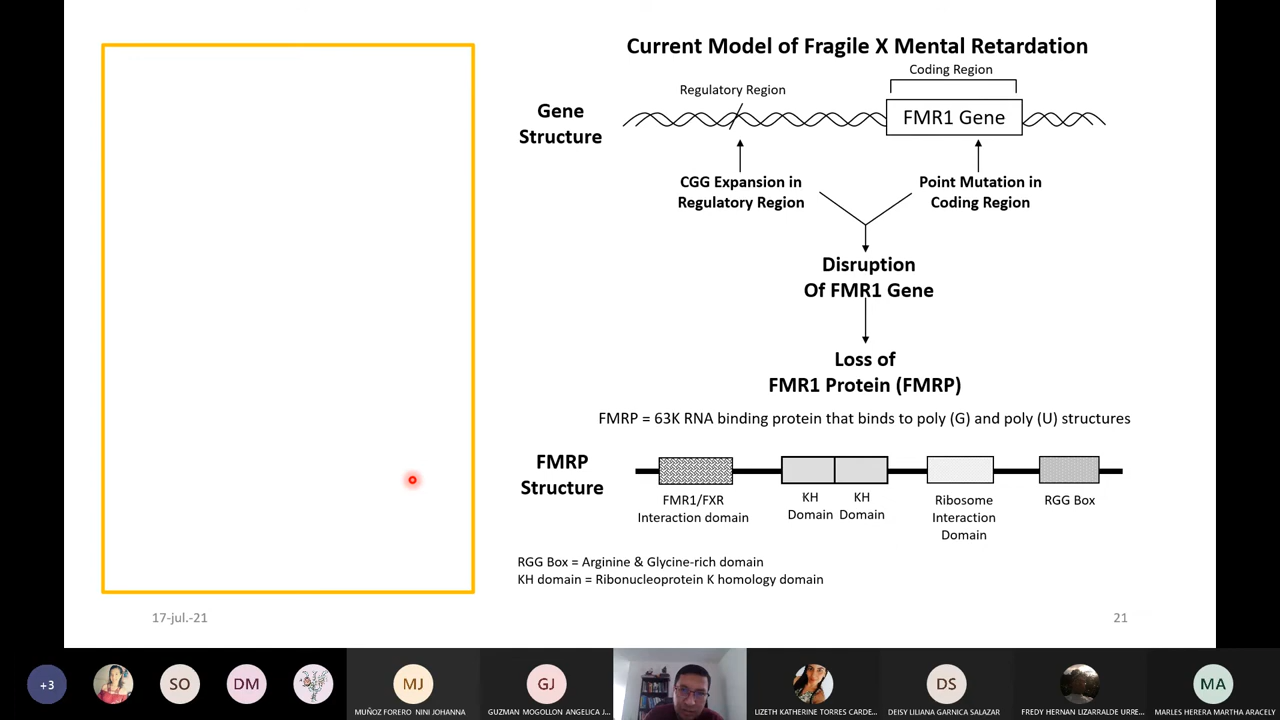 Current Model of Fragile X Mental Retardation
Coding Region
Regulatory Region
Gene
Structure
FMR1 Gene
CGG Expansion in
Regulatory Region
Point Mutation in
Coding Region
Disruption
Of FMR1 Gene
Loss of
FMR1 Protein (FMRP)
FMRP = 63K RNA binding protein that binds to poly (G) and poly (U) structures
FMRP
Structure
FMR1/FXR
Interaction domain
KH
Domain
KH
Domain
Ribosome
Interaction
Domain
RGG Box
RGG Box = Arginine & Glycine-rich domain
KH domain = Ribonucleoprotein K homology domain
17-jul.-21
21
+3
SO
DM
MJ
MUÑOZ FORERO NINI JOHANNA
GJ
GUZMAN MOGOLLON ANGELICA J...
LIZETH KATHERINE TORRES CARDE...
DS
DEISY LILIANA GARNICA SALAZAR
FREDY HERNAN LIZARRALDE URRE...
MA
MARLES HERERA MARTHA ARACELY